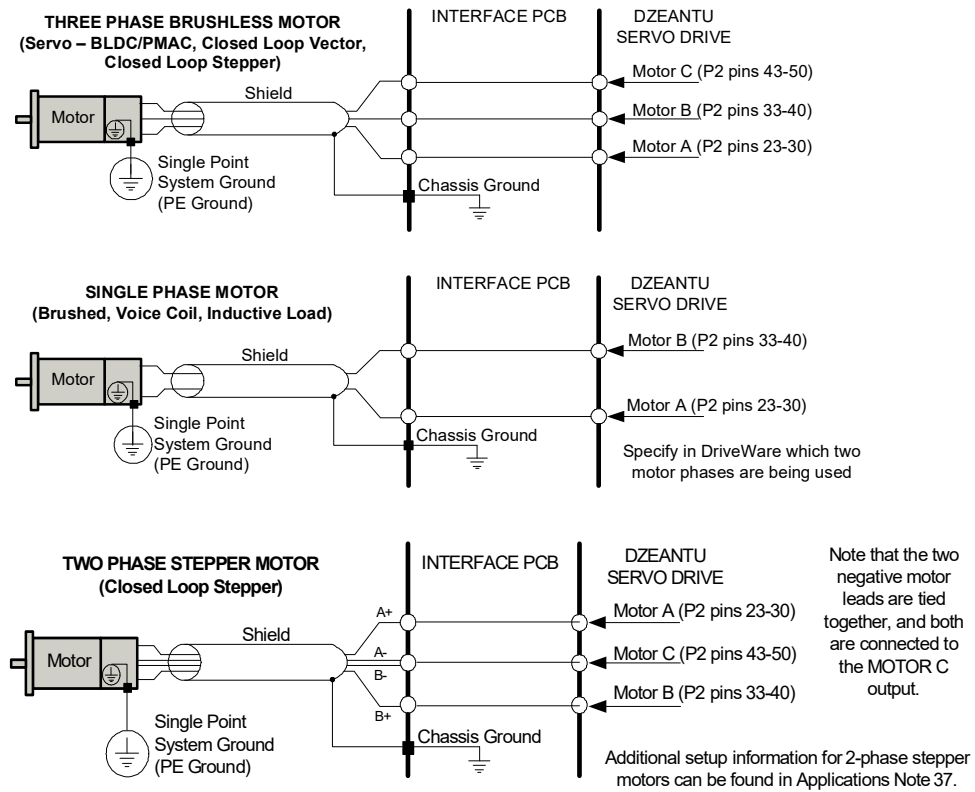 THREE PHASE BRUSHLESS MOTOR
(Servo – BLDC/PMAC, Closed Loop Vector,
Closed Loop Stepper)
INTERFACE PCB
DZEANTU
SERVO DRIVE
Motor
Shield
Single Point
System Ground
(PE Ground)
Chassis Ground
Motor C (P2 pins 43-50)
Motor B (P2 pins 33-40)
Motor A (P2 pins 23-30)
SINGLE PHASE MOTOR
(Brushed, Voice Coil, Inductive Load)
INTERFACE PCB
DZEANTU
SERVO DRIVE
Motor
Shield
Single Point
System Ground
(PE Ground)
Chassis Ground
Motor B (P2 pins 33-40)
Motor A (P2 pins 23-30)
Specify in DriveWare which two
motor phases are being used
TWO PHASE STEPPER MOTOR
(Closed Loop Stepper)
INTERFACE PCB
DZEANTU
SERVO DRIVE
Motor
Shield
A+
A-
B-
B+
Single Point
System Ground
(PE Ground)
Chassis Ground
Motor A (P2 pins 23-30)
Motor C (P2 pins 43-50)
Motor B (P2 pins 33-40)
Note that the two
negative motor
leads are tied
together, and both
are connected to
the MOTOR C
output.
Additional setup information for 2-phase stepper
motors can be found in Applications Note 37.